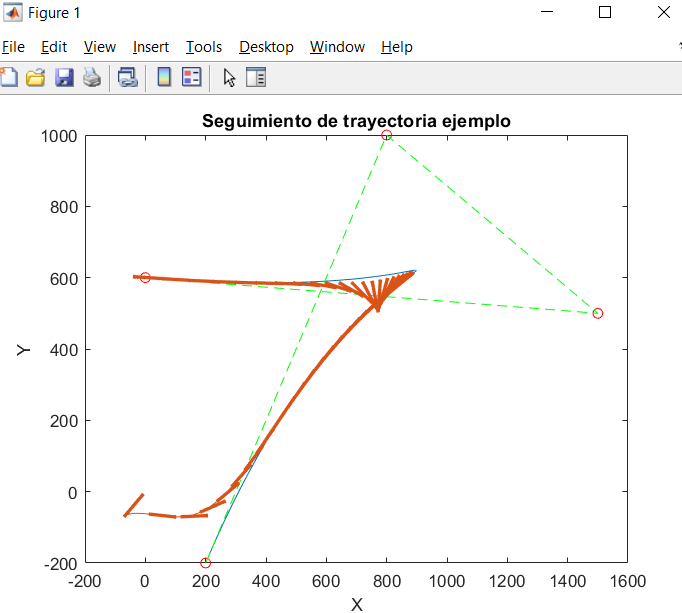 Figure 1
File Edit View Insert Tools Desktop Window Help
Seguimiento de trayectoria ejemplo
1000
800
600
400
200
0
-200
Y
-200 0 200 400 600 800 1000 1200 1400 1600
X